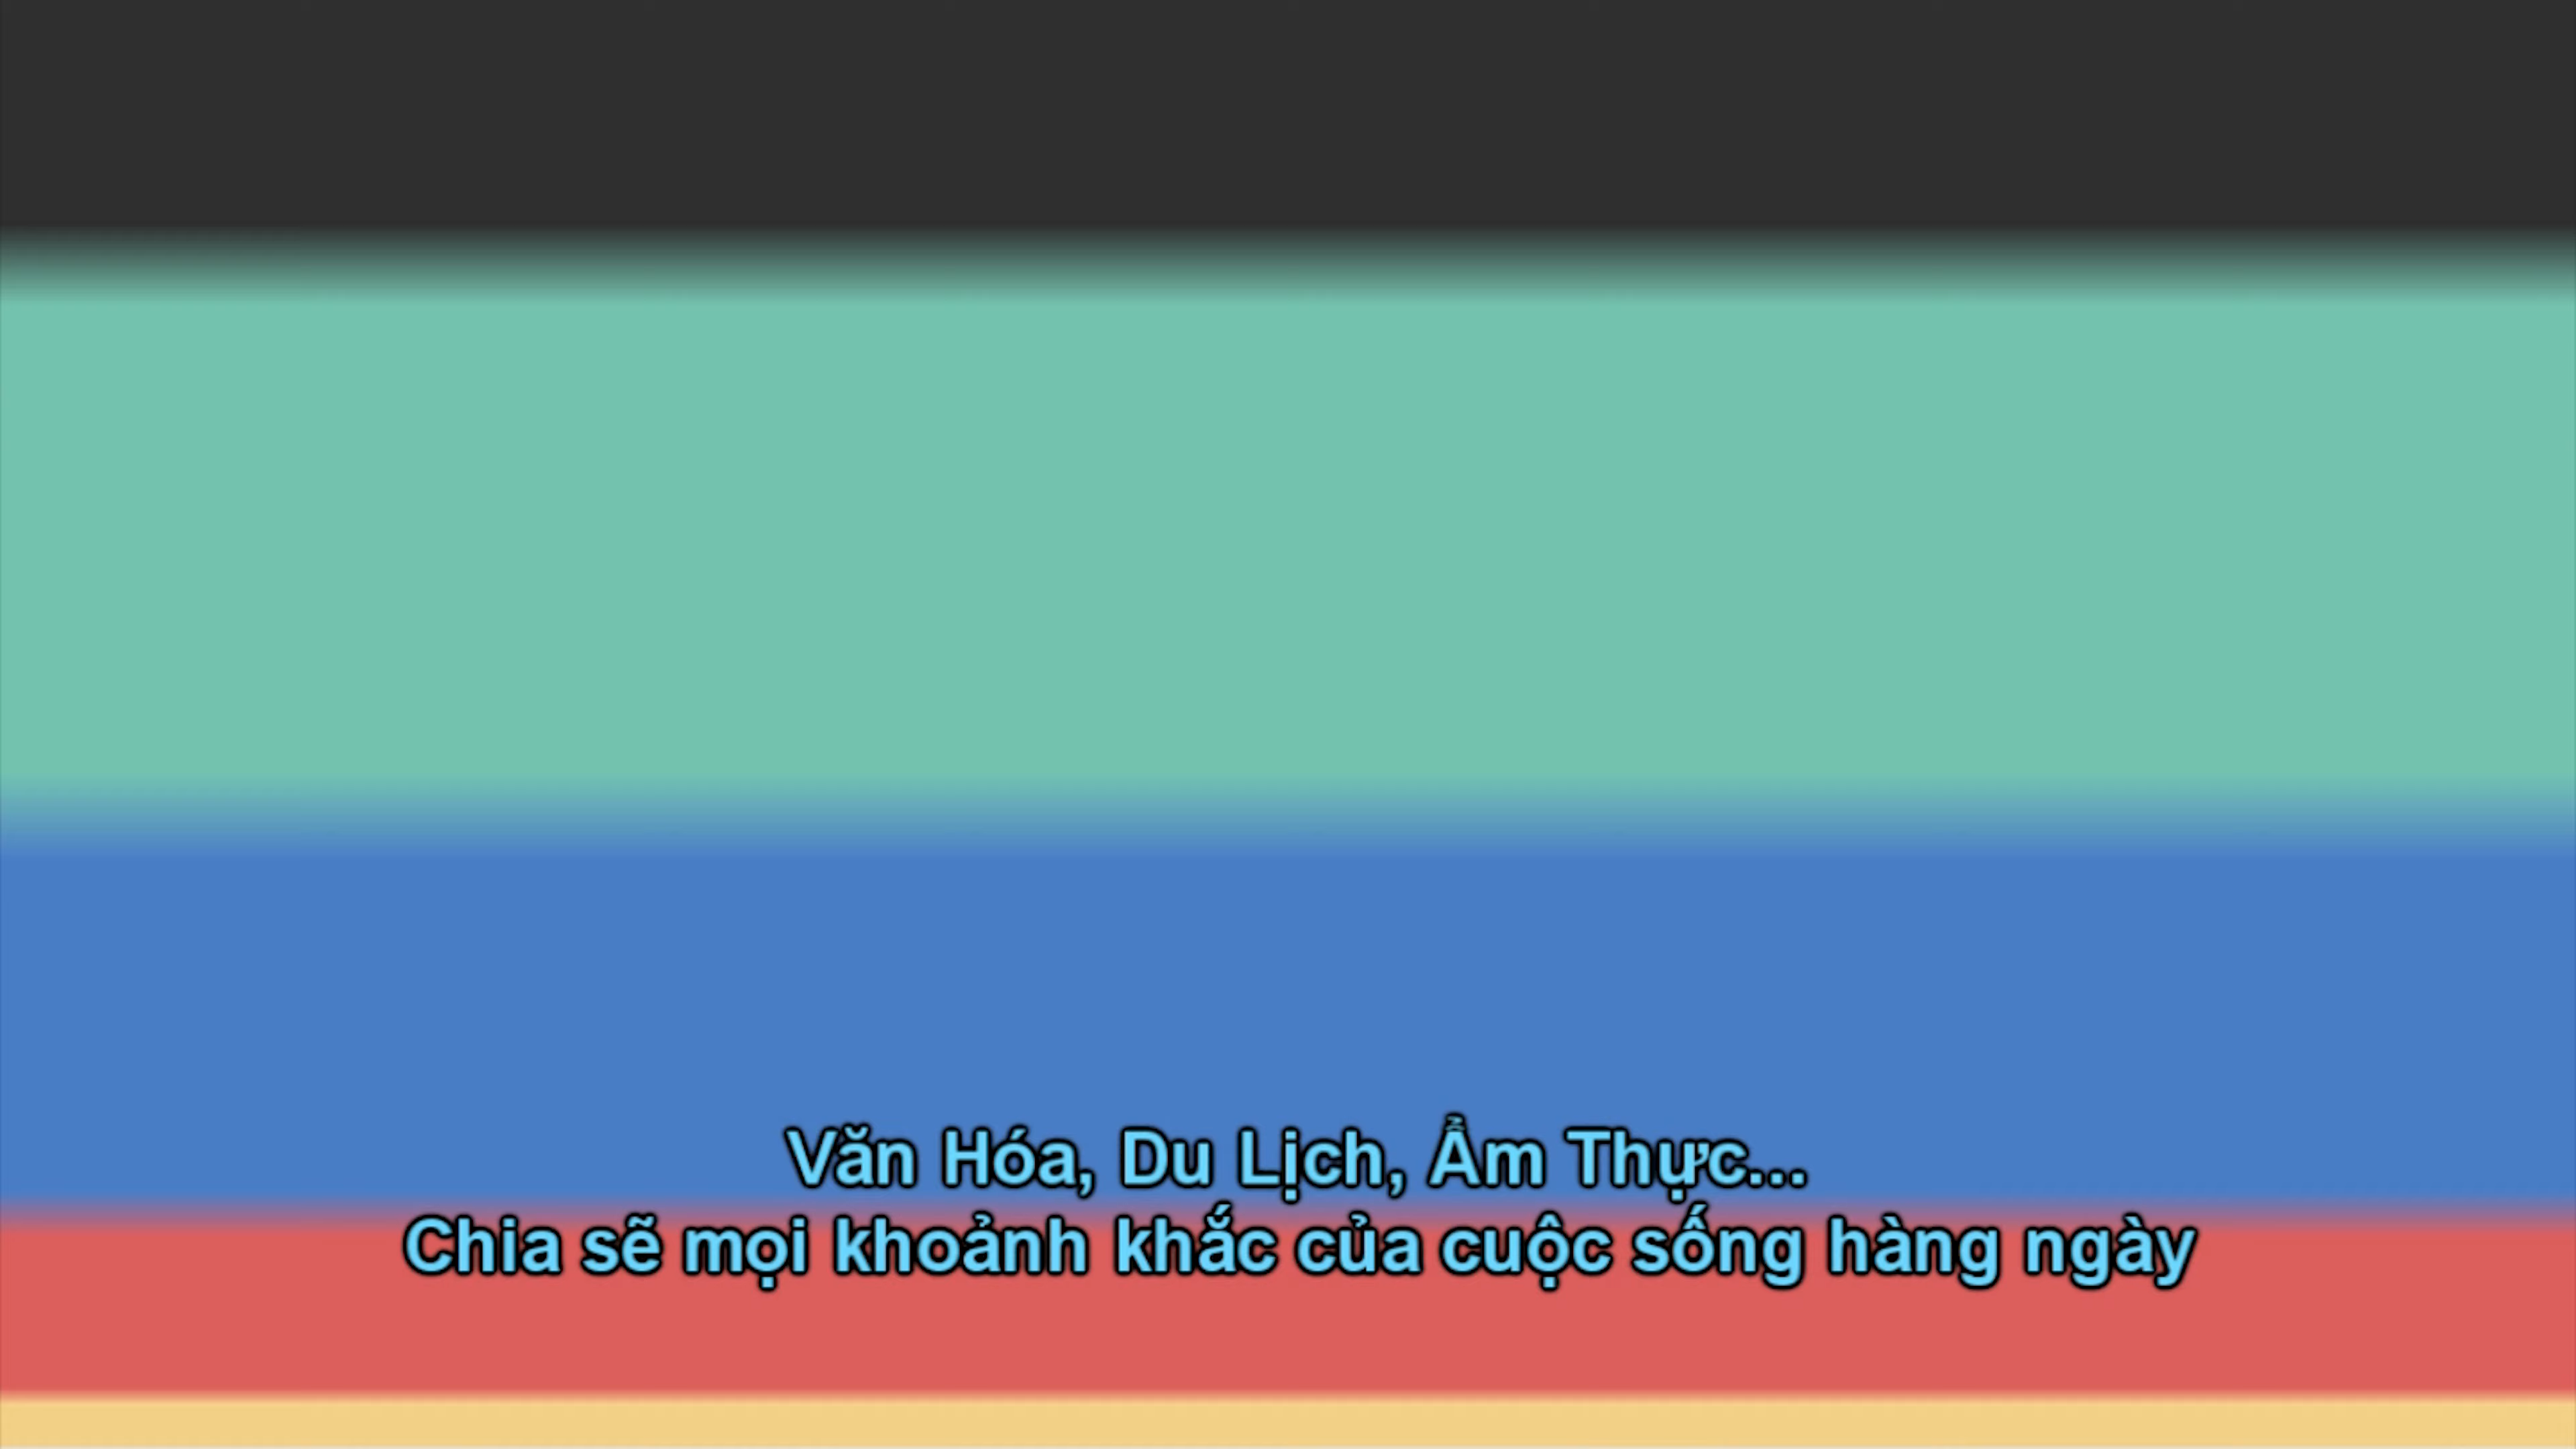 Văn Hóa, Du Lịch, Ẩm Thực...
Chia sẽ mọi khoảnh khắc của cuộc sống hàng ngày